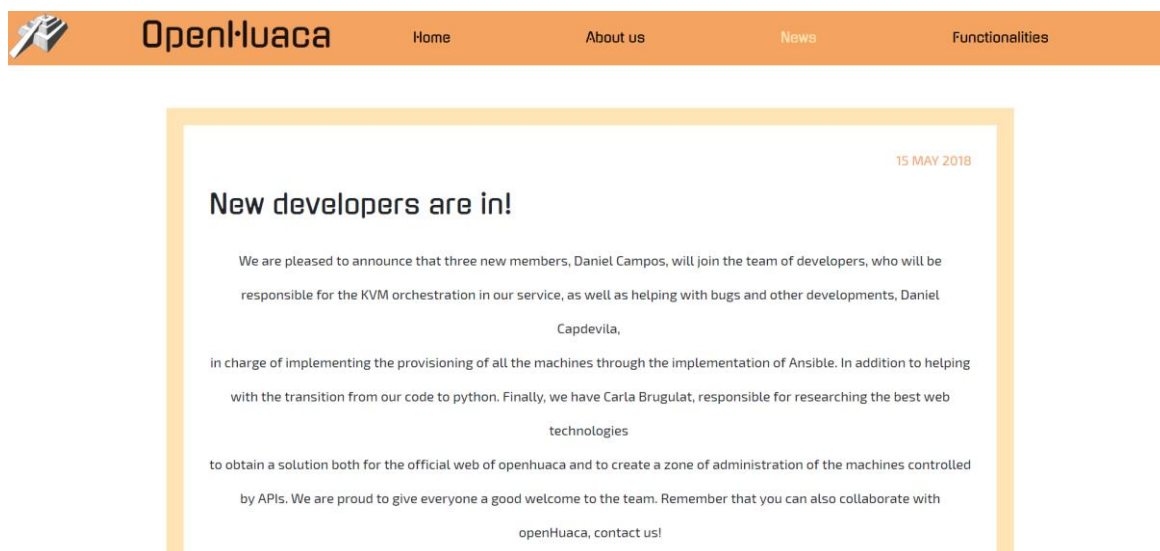 OpenHuaca
Home
About us
News
Functionalities
15 MAY 2018
New developers are in!
We are pleased to announce that three new members, Daniel Campos, will join the team of developers, who will be
responsible for the KVM orchestration in our service, as well as helping with bugs and other developments, Daniel
Capdevila,
in charge of implementing the provisioning of all the machines through the implementation of Ansible. In addition to helping
with the transition from our code to python. Finally, we have Carla Brugulat, responsible for researching the best web
technologies
to obtain a solution both for the official web of openhuaca and to create a zone of administration of the machines controlled
by APIs. We are proud to give everyone a good welcome to the team. Remember that you can also collaborate with
openHuaca, contact us!